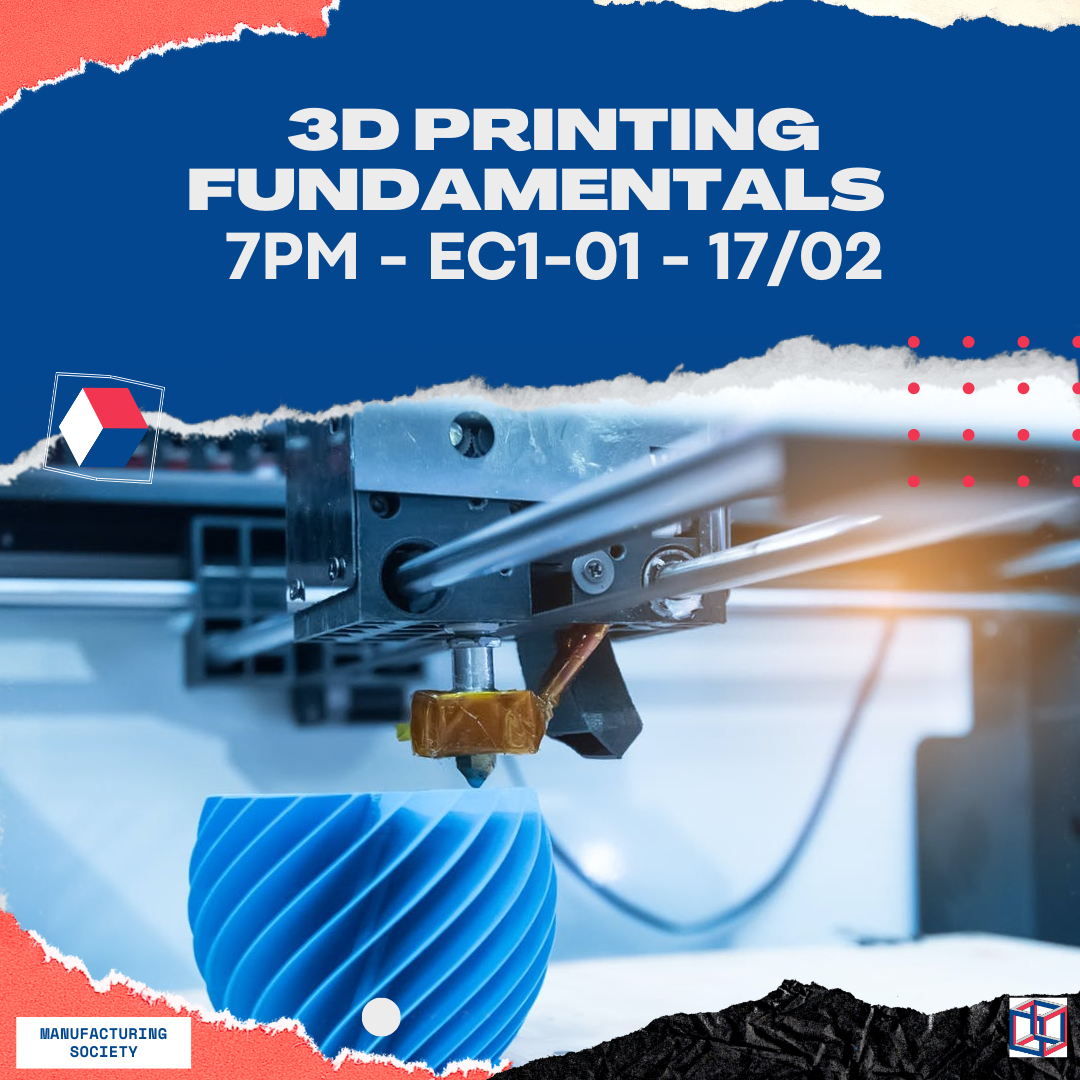 3D PRINTING
FUNDAMENTALS
7PM - EC1-01 - 17/02
MANUFACTURING
SOCIETY